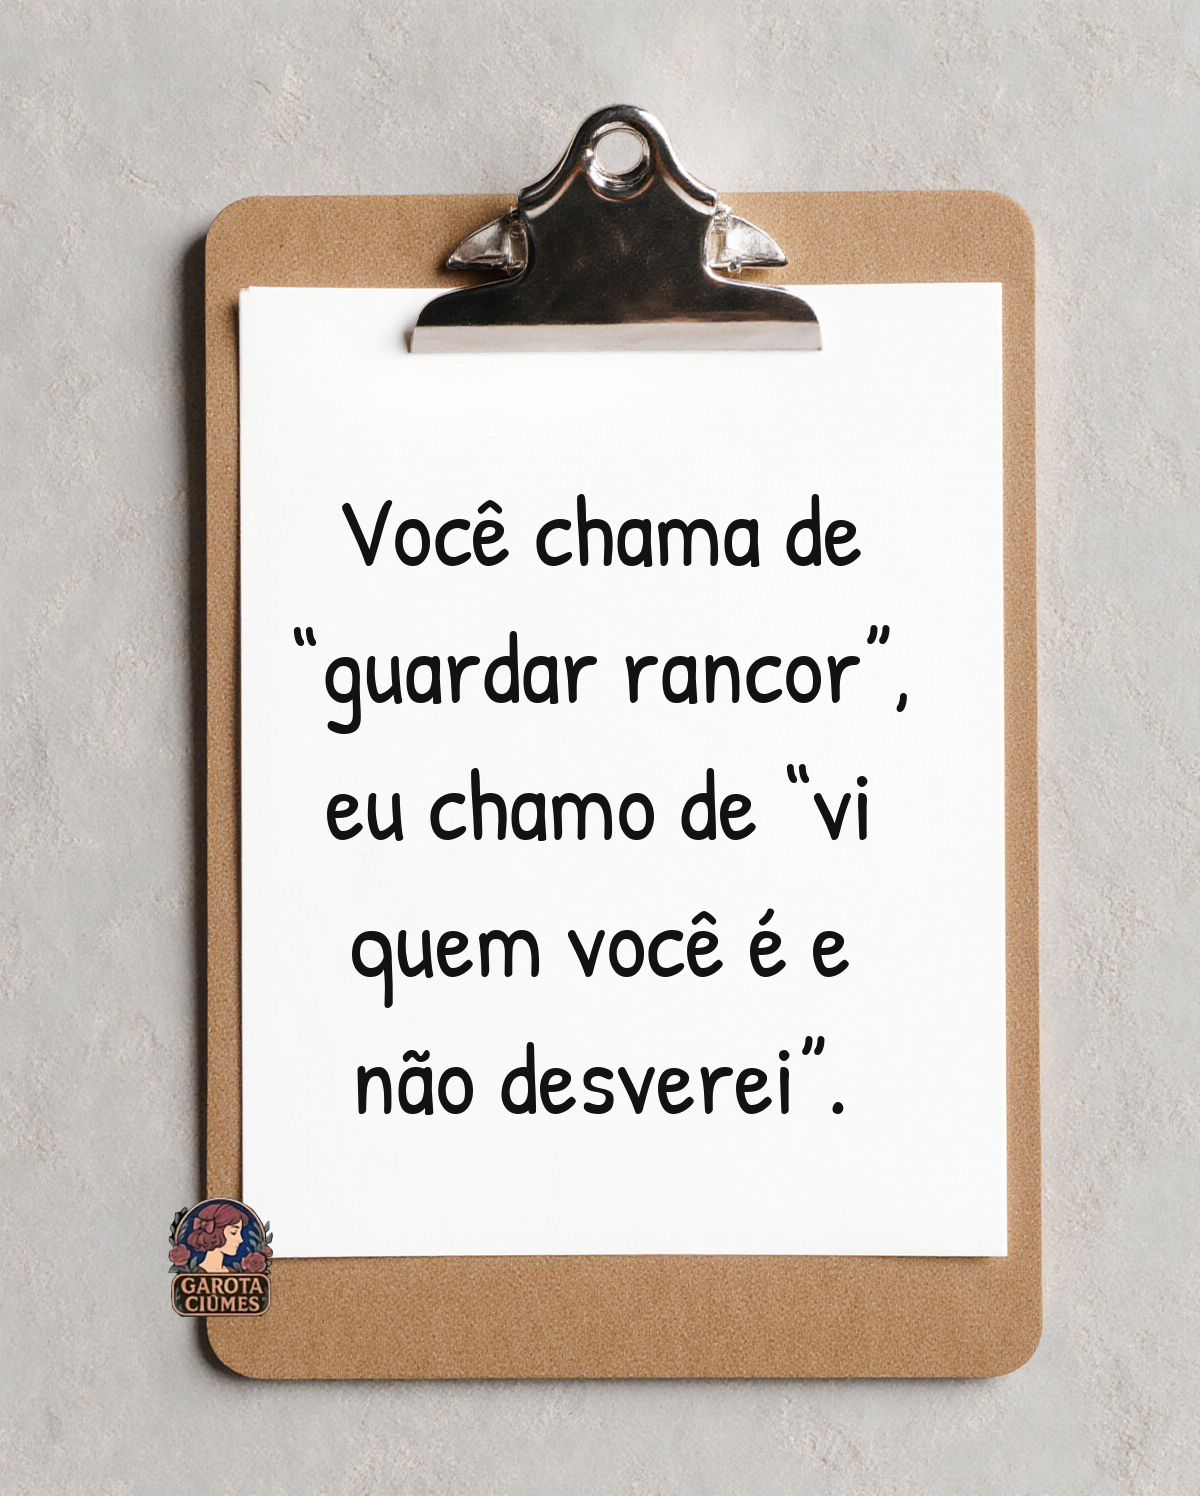 Você chama de
“guardar rancor”,
eu chamo de “vi
quem você é e
não desverei”.
GAROTA
CIÚMES